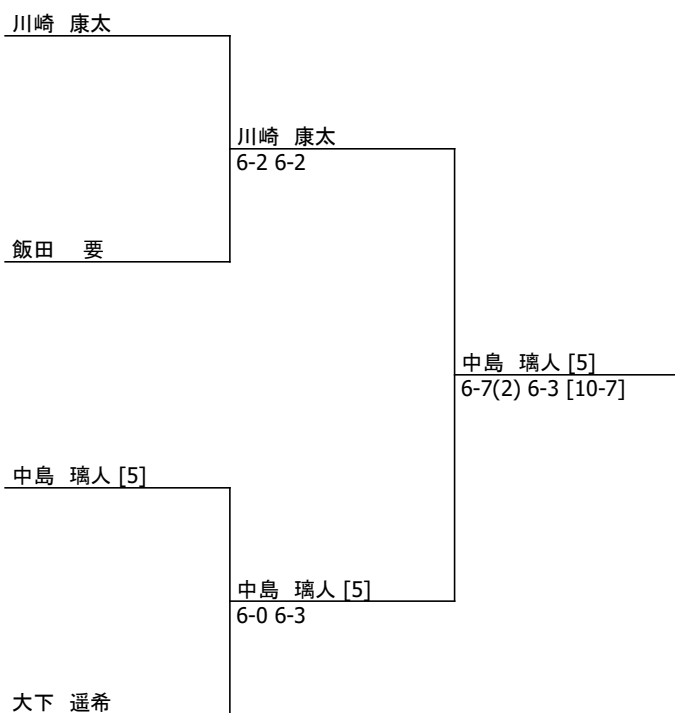 川崎 康太
川崎 康太
6-2 6-2
飯田 要
中島 璃人 [5]
6-7(2) 6-3 [10-7]
中島 璃人 [5]
中島 璃人 [5]
6-0 6-3
大下 遥希